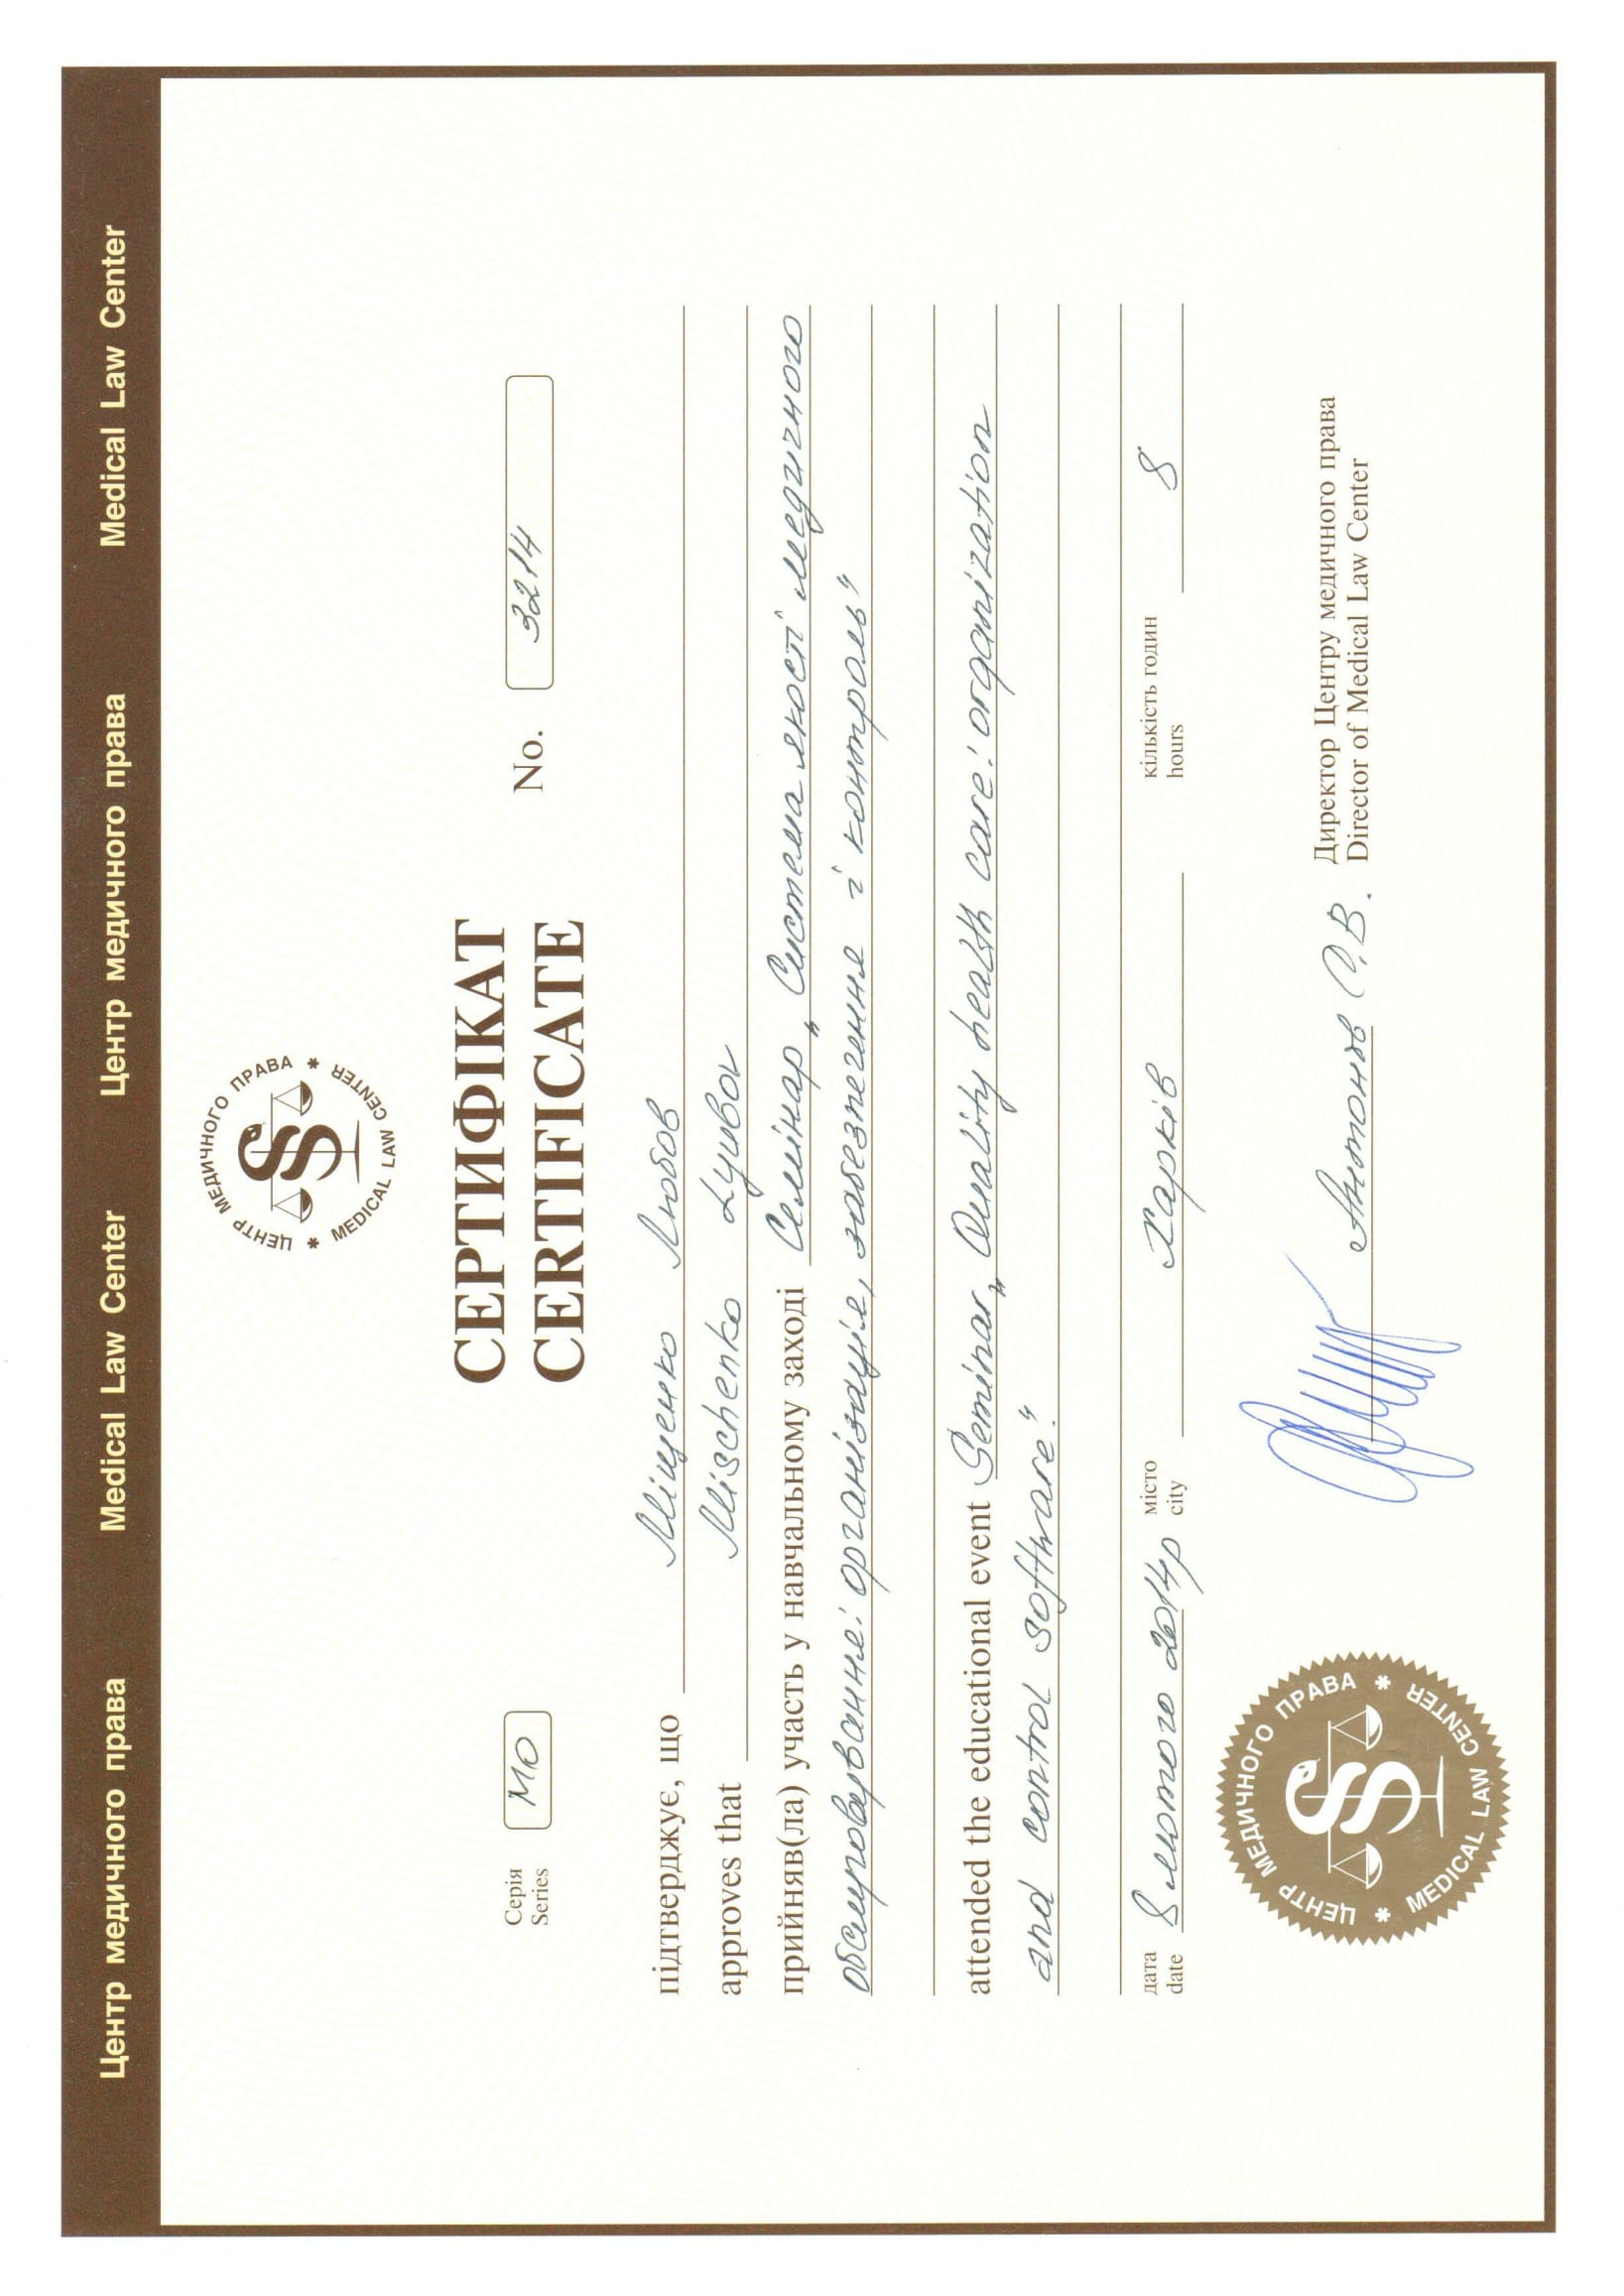 Центр медичного права Medical Law Center Центр медичного права Medical Law Center
ЦЕНТР МЕДИЧНОГО ПРАВА * MEDICAL LAW CENTER *
СЕРТИФІКАТ
CERTIFICATE
Серія
Series
МО
No. 3214
підтверджує, що Міщенко Любов
approves that Mischenko Lyubov
прийняв(ла) участь у навчальному заході Семінар „Система якості медичного
обслуговування: організація, забезпечення і контроль"
attended the educational event Seminar „Quality health care: organization
and control software."
дата 8 лютого 2014р місто Харків кількість годин 8
date city hours
Антонов С.В. Директор Центру медичного права
Director of Medical Law Center
ЦЕНТР МЕДИЧНОГО ПРАВА * MEDICAL LAW CENTER *